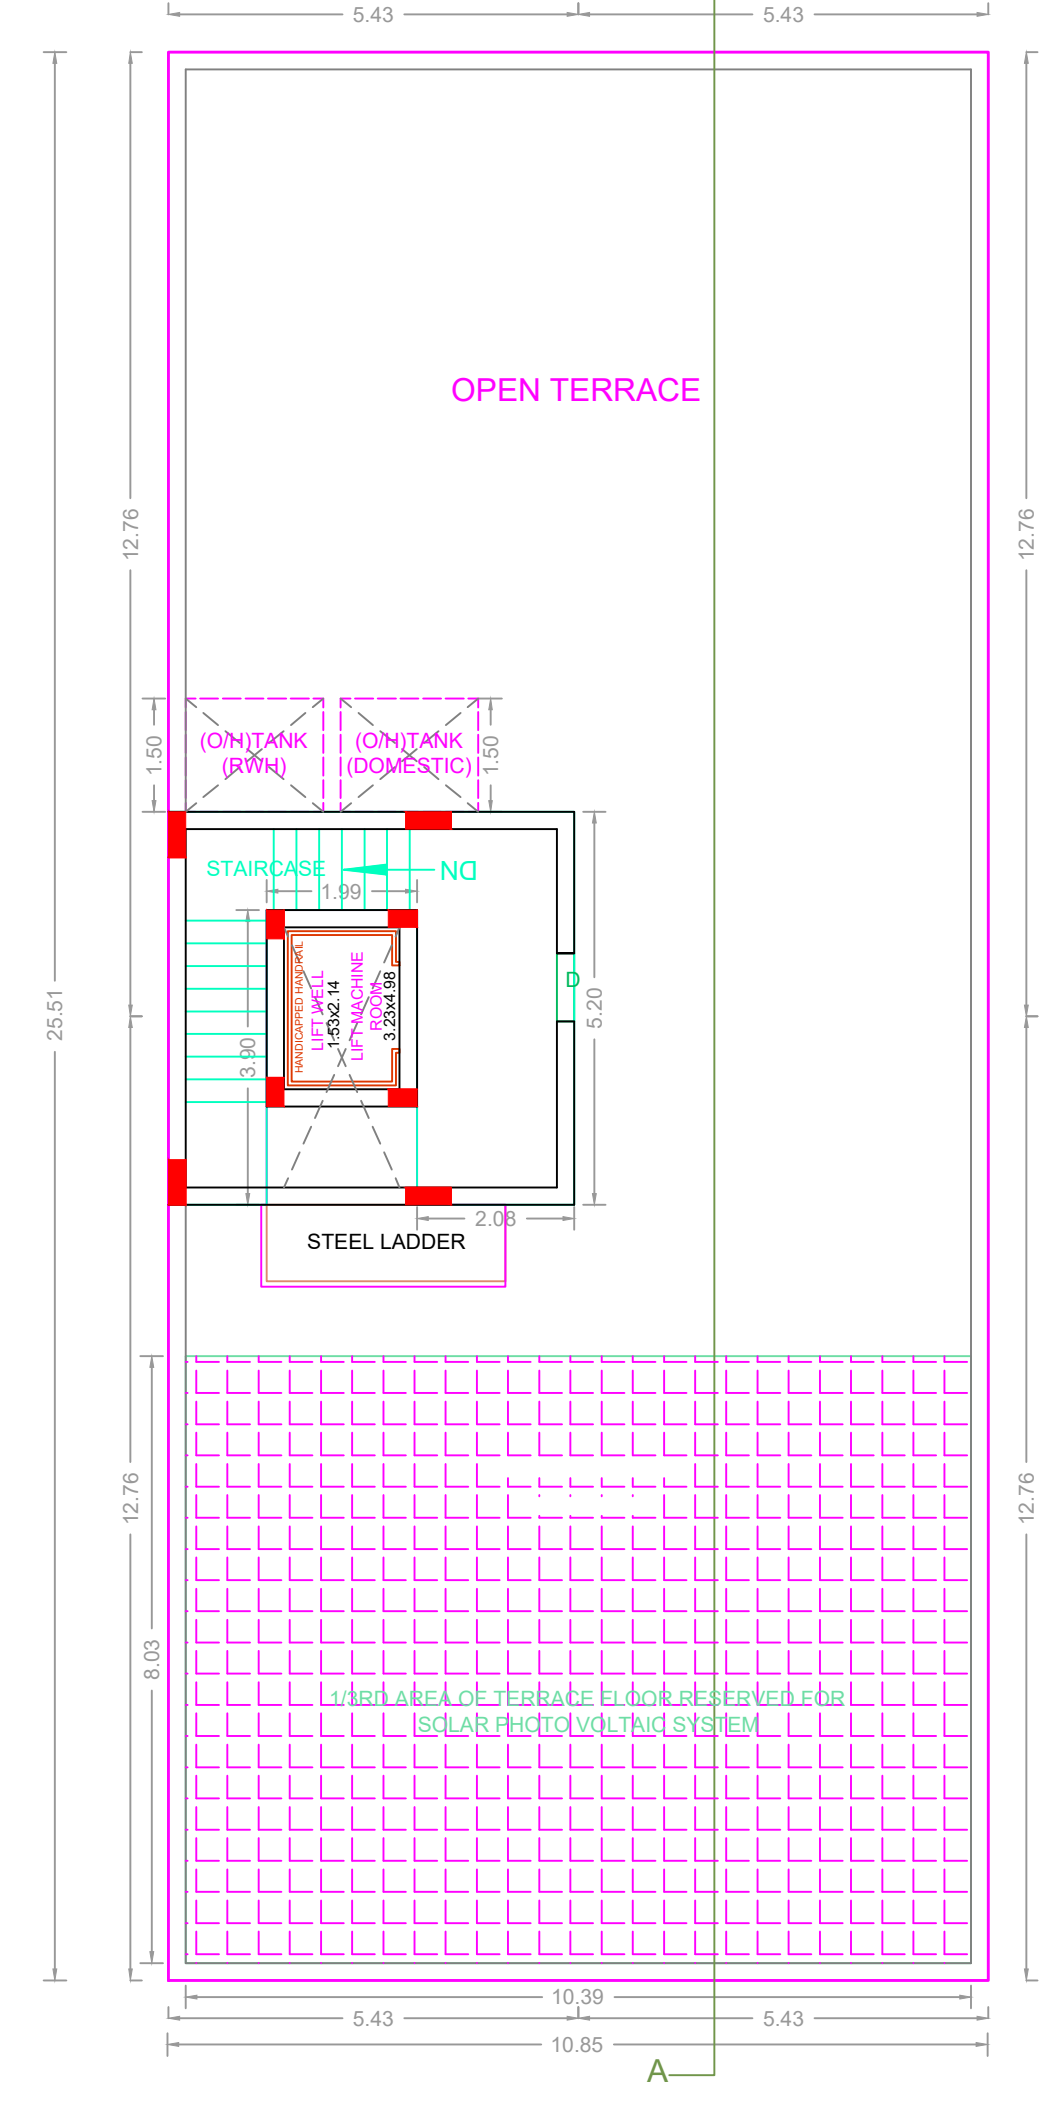 5.43
5.43
OPEN TERRACE
12.76
12.76
25.51
1.50
(O/H)TANK
(RWH)
(O/H)TANK
(DOMESTIC)
1.50
STAIRCASE
DN
1.99
HANDICAPPED HANDRAIL
LIFT WELL
1.53x2.14
LIFT MACHINE
ROOM
3.23x4.98
D
5.20
3.90
2.08
STEEL LADDER
12.76
12.76
8.03
1/3RD AREA OF TERRACE FLOOR RESERVED FOR
SOLAR PHOTO VOLTAIC SYSTEM
10.39
5.43
5.43
10.85
A